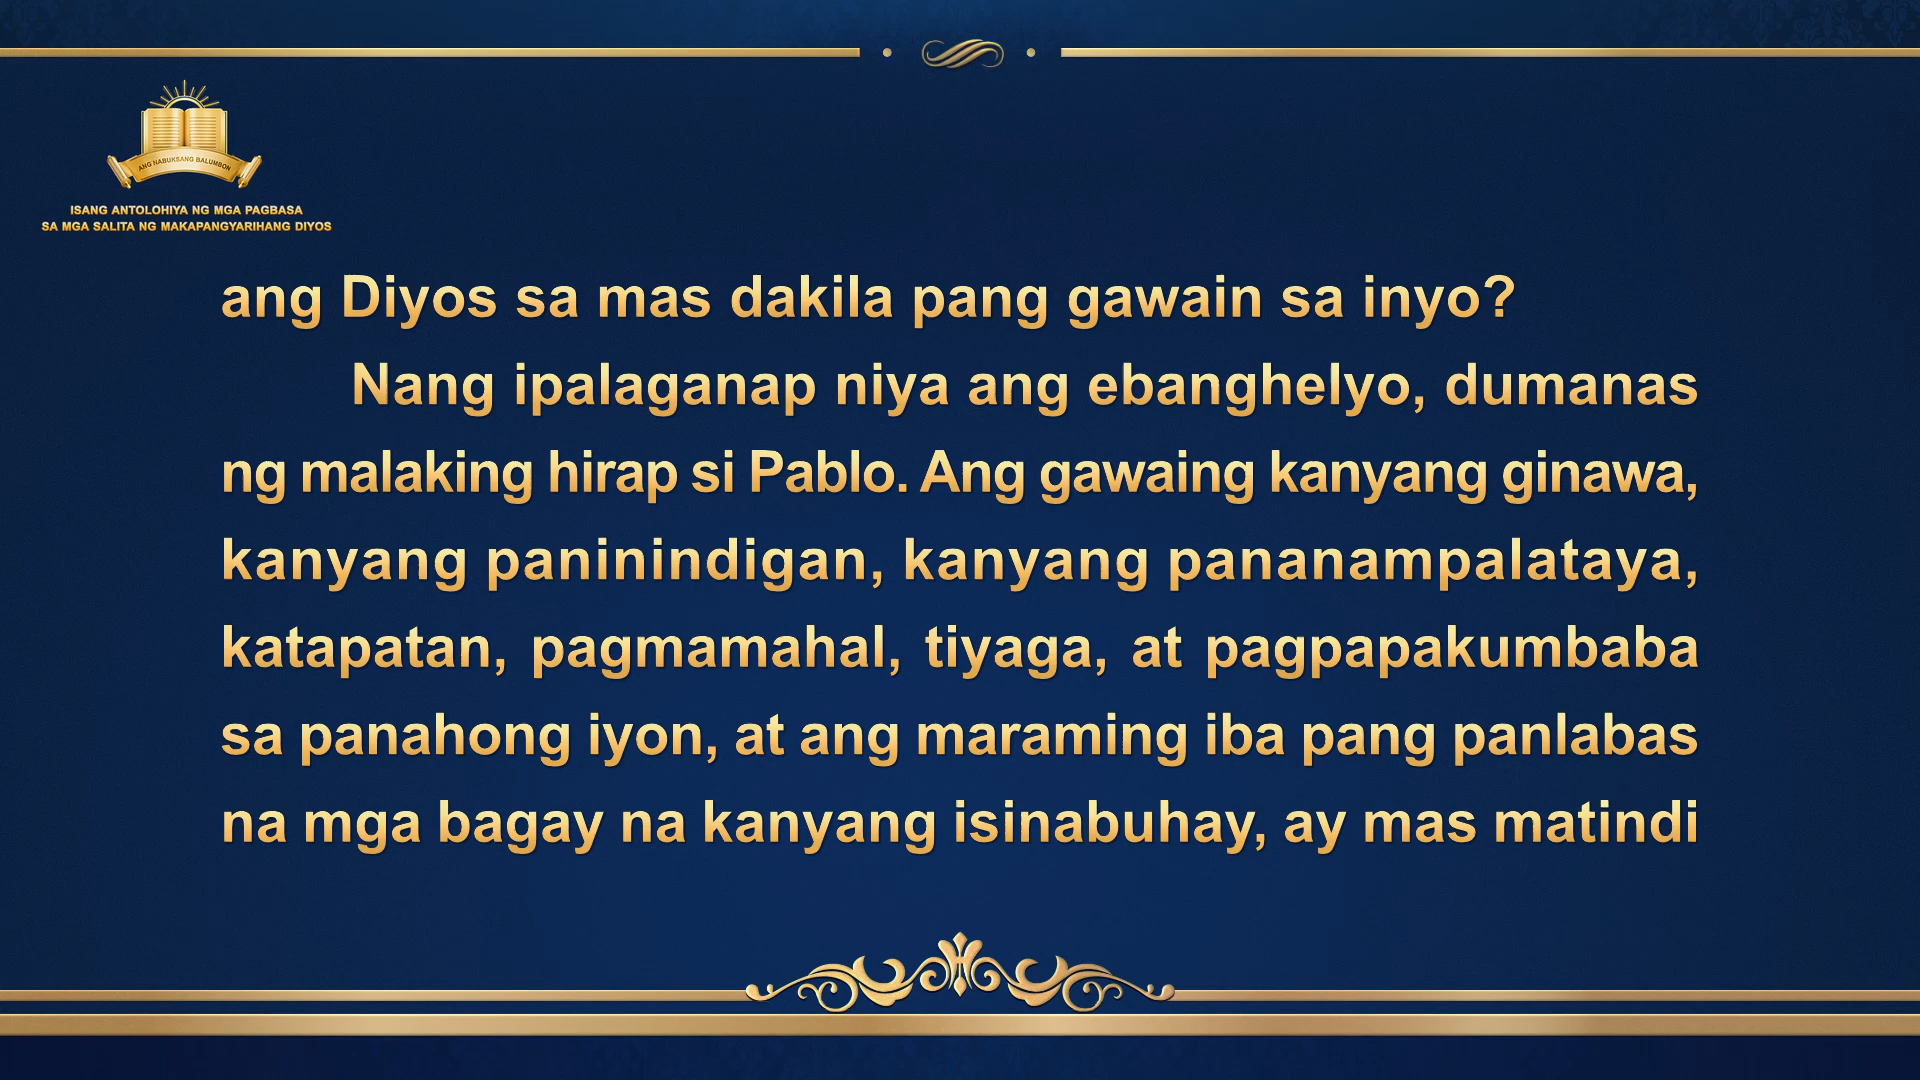 ANG NABUKSANG BALUMBON
ISANG ANTOLOHIYA NG MGA PAGBASA
SA MGA SALITA NG MAKAPANGYARIHANG DIYOS
ang Diyos sa mas dakila pang gawain sa inyo?
Nang ipalaganap niya ang ebanghelyo, dumanas
ng malaking hirap si Pablo. Ang gawaing kanyang ginawa,
kanyang paninindigan, kanyang pananampalataya,
katapatan, pagmamahal, tiyaga, at pagpapakumbaba
sa panahong iyon, at ang maraming iba pang panlabas
na mga bagay na kanyang isinabuhay, ay mas matindi